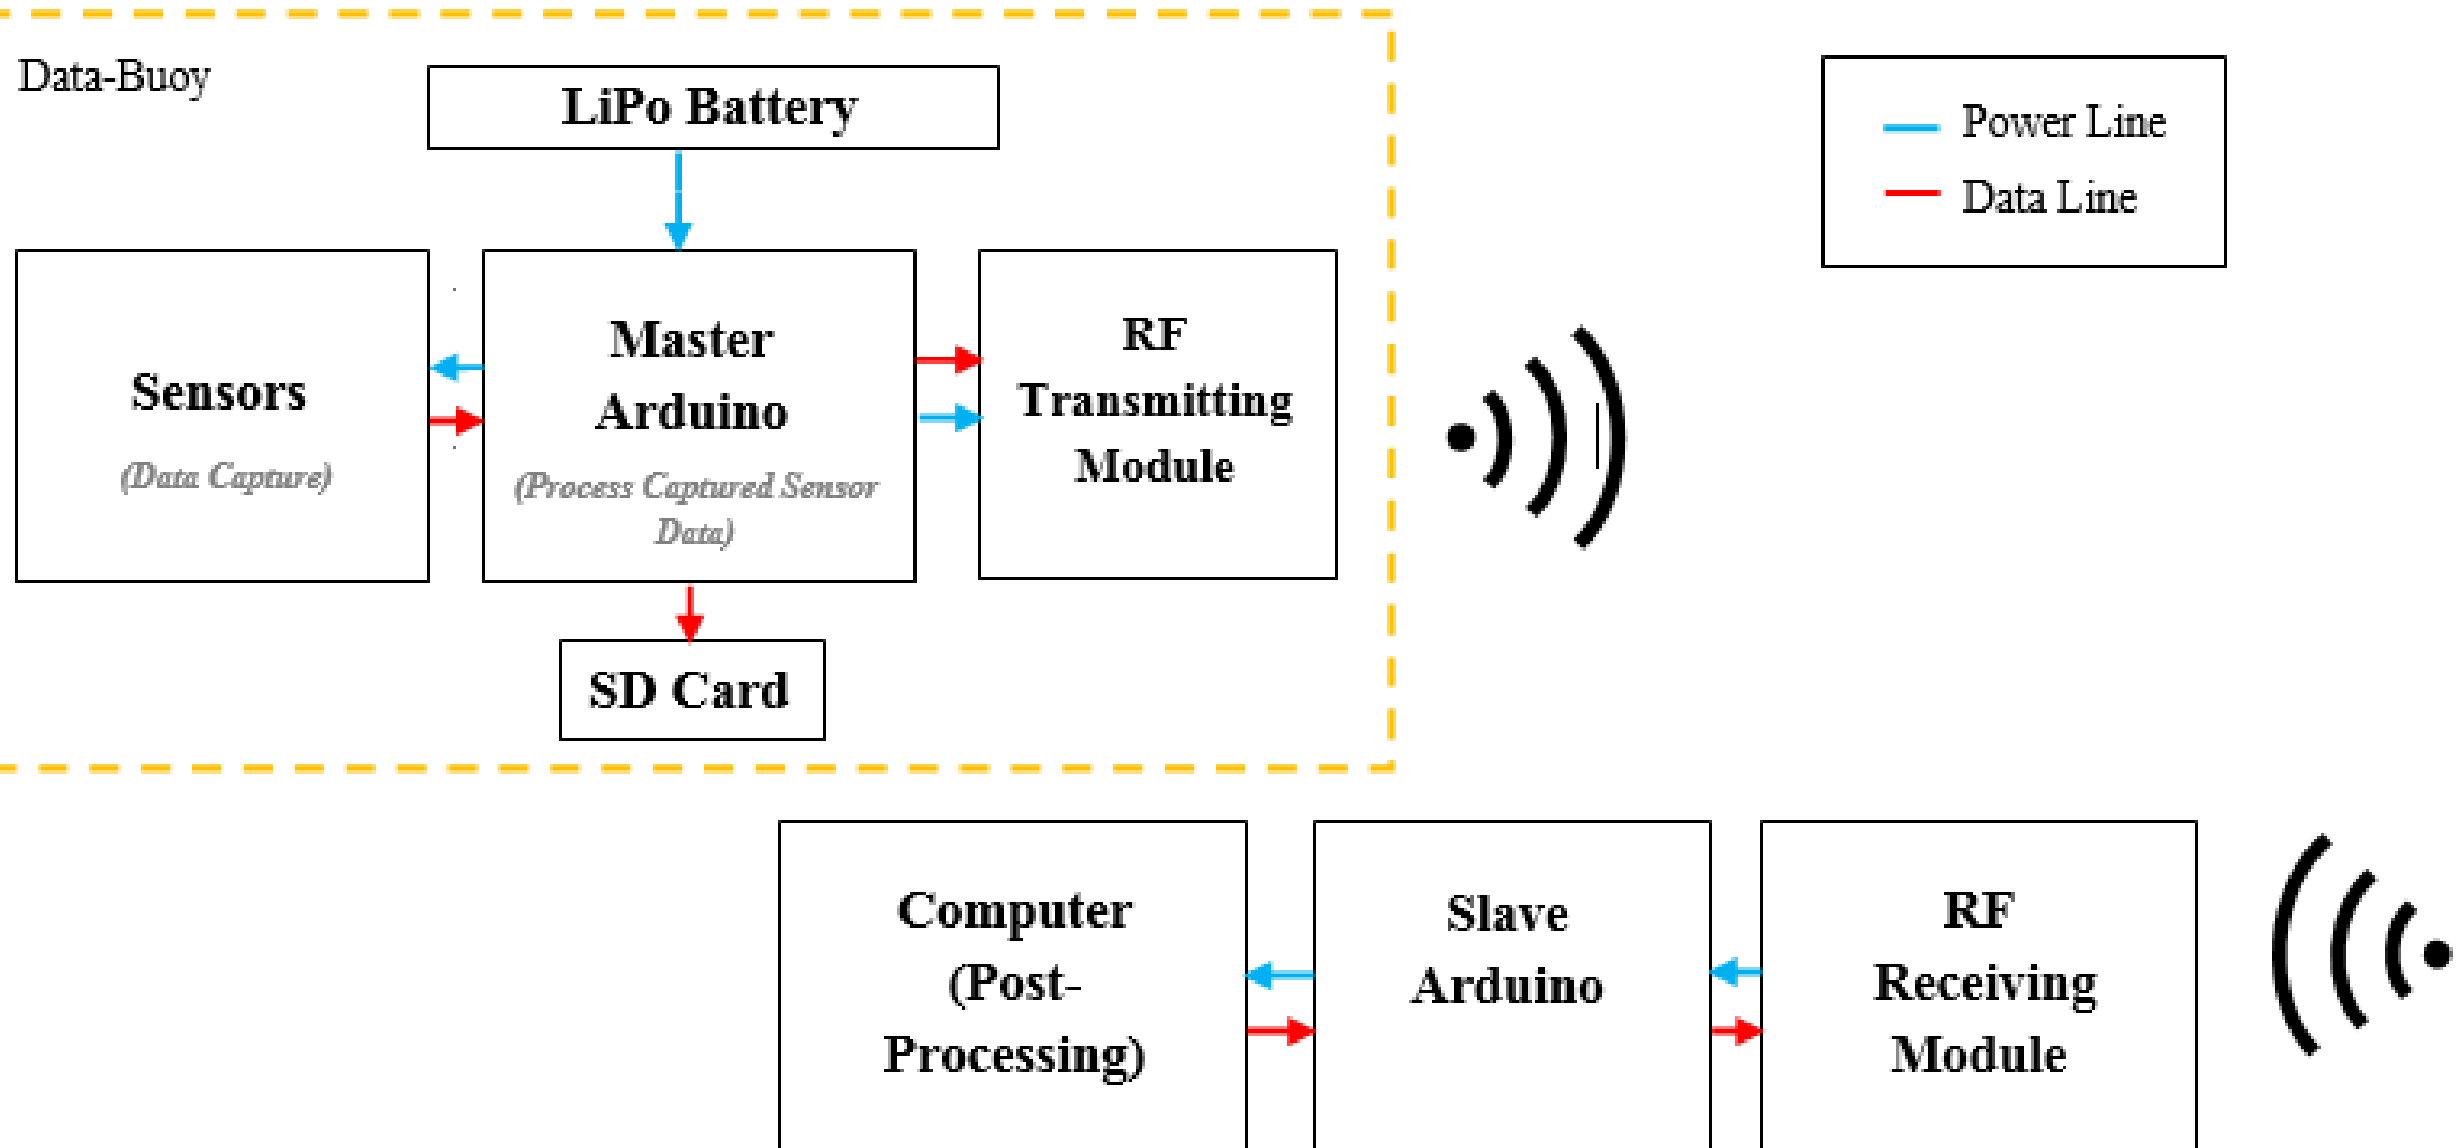 Data-Buoy
LiPo Battery
Power Line
Data Line
Sensors
(Data Capture)
Master
Arduino
(Process Captured Sensor
Data)
RF
Transmitting
Module
SD Card
Computer
(Post-
Processing)
Slave
Arduino
RF
Receiving
Module